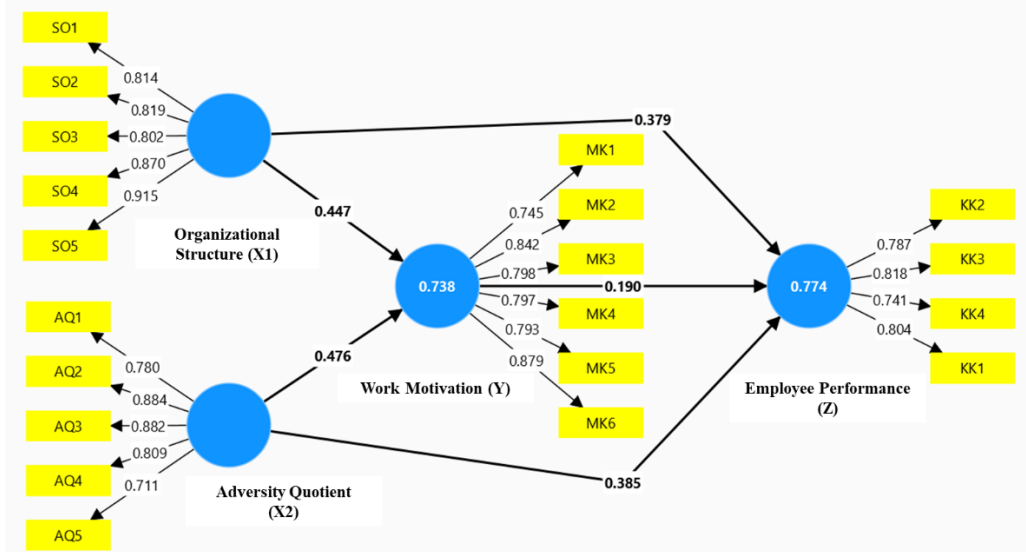 SO1
SO2
SO3
SO4
SO5
0.814
0.819
0.802
0.870
0.915
Organizational
Structure (X1)
AQ1
AQ2
AQ3
AQ4
AQ5
0.780
0.884
0.882
0.809
0.711
Adversity Quotient
(X2)
0.447
0.476
0.379
0.190
0.385
0.738
Work Motivation (Y)
0.745
0.842
0.798
0.797
0.793
0.879
MK1
MK2
MK3
MK4
MK5
MK6
0.774
Employee Performance
(Z)
0.787
0.818
0.741
0.804
KK2
KK3
KK4
KK1